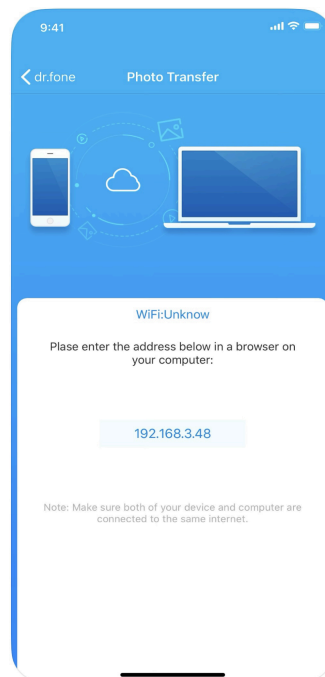 9:41
dr.fone Photo Transfer
WiFi:Unknow
Plase enter the address below in a browser on
your computer:
192.168.3.48
Note: Make sure both of your device and computer are
connected to the same internet.